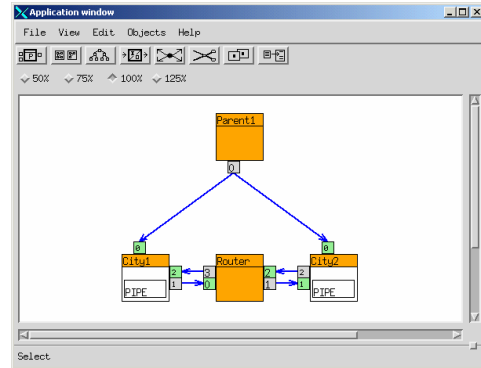 Application window
File View Edit Objects Help
50% 75% 100% 125%
Parent1
0
0 0
City1 Router City2
2 3 2 2
1 0 1 1
PIPE PIPE
Select